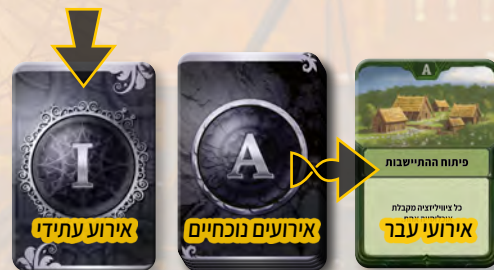 I
אירוע עתידי
A
אירועים נוכחיים
A
פיתוח ההתיישבות
כל ציוויליזציה מקבלת
אירועי עבר